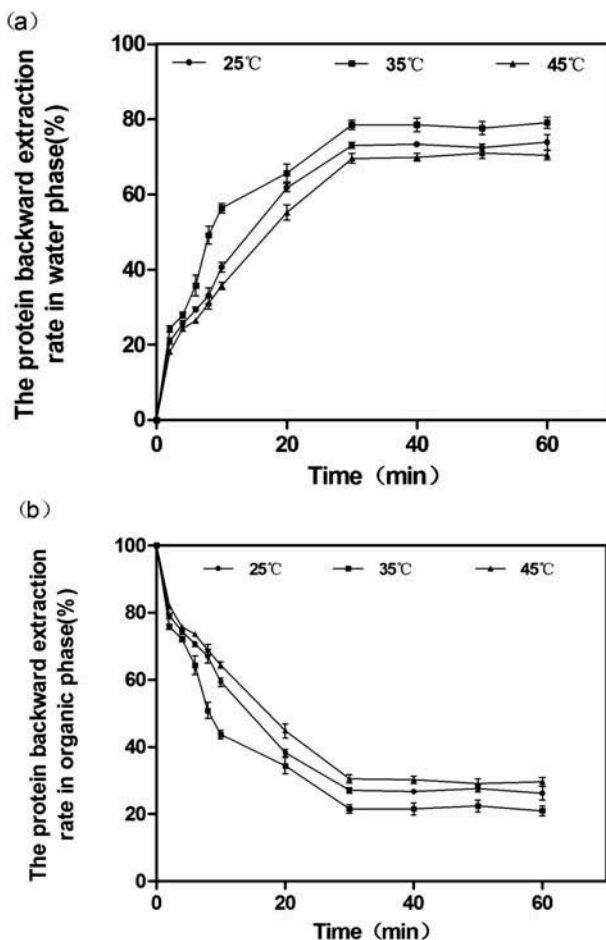 (a)
100
25℃ 35℃ 45℃
80
60
40
20
0
0 20 40 60
Time（min）
The protein backward extraction
rate in water phase(%)
(b)
100
25℃ 35℃ 45℃
80
60
40
20
0
0 20 40 60
Time（min）
The protein backward extraction
rate in organic phase(%)